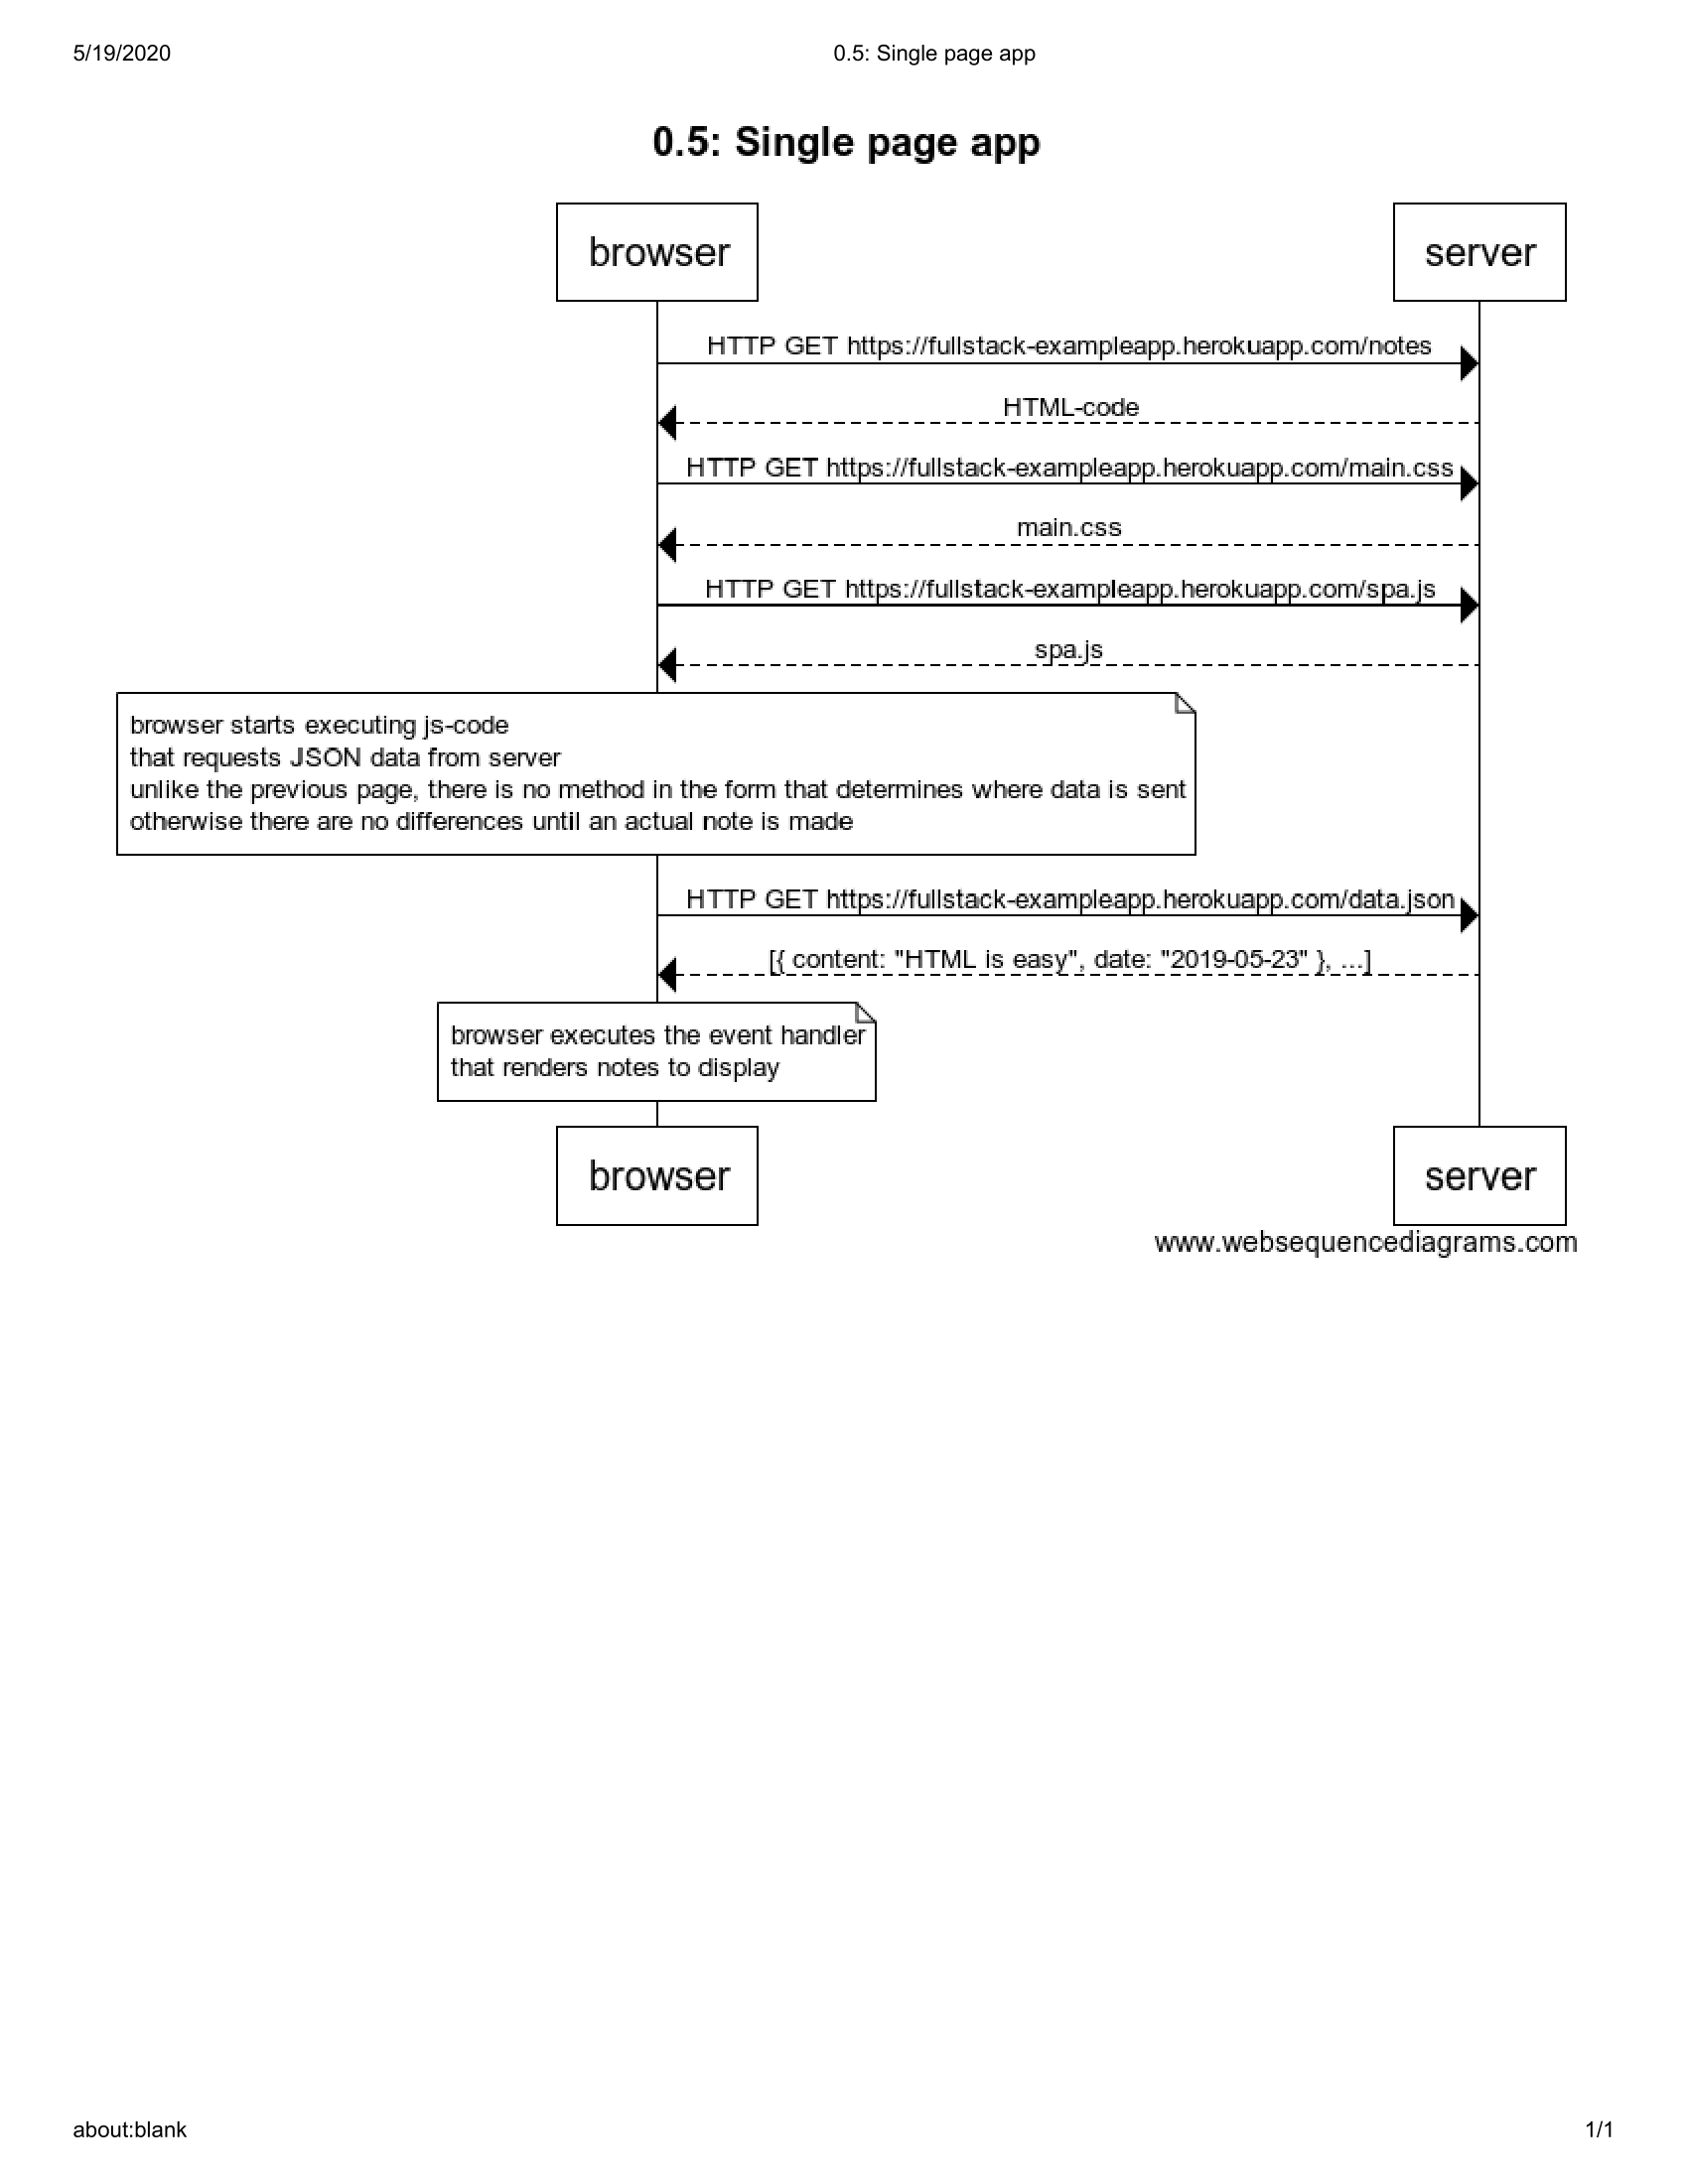 5/19/2020
0.5: Single page app
0.5: Single page app
browser
server
HTTP GET https://fullstack-exampleapp.herokuapp.com/notes
HTML-code
HTTP GET https://fullstack-exampleapp.herokuapp.com/main.css
main.css
HTTP GET https://fullstack-exampleapp.herokuapp.com/spa.js
spa.js
browser starts executing js-code
that requests JSON data from server
unlike the previous page, there is no method in the form that determines where data is sent
otherwise there are no differences until an actual note is made
HTTP GET https://fullstack-exampleapp.herokuapp.com/data.json
[{ content: "HTML is easy", date: "2019-05-23" }, ...]
browser executes the event handler
that renders notes to display
browser
server
www.websequencediagrams.com
about:blank
1/1